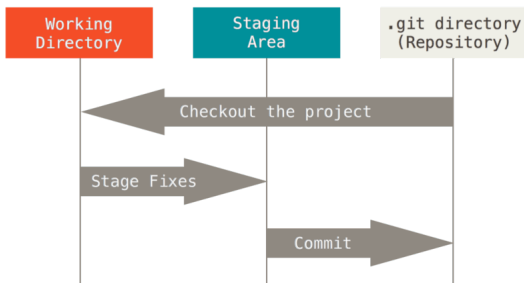 Working
Directory
Staging
Area
.git directory
(Repository)
Checkout the project
Stage Fixes
Commit